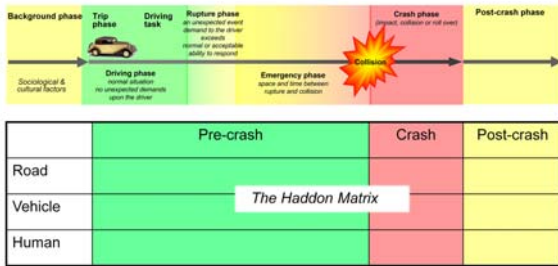 Background phase
Trip phase
Driving task
Rupture phase
an unexpected event
demand to the driver
exceeds
normal or acceptable
ability to respond
Crash phase
(impact, collision or roll over)
Post-crash phase
Collision
Sociological &
cultural factors
Driving phase
normal situation
no unexpected demands
upon the driver
Emergency phase
space and time between
rupture and collision
Pre-crash
Crash
Post-crash
Road
The Haddon Matrix
Vehicle
Human